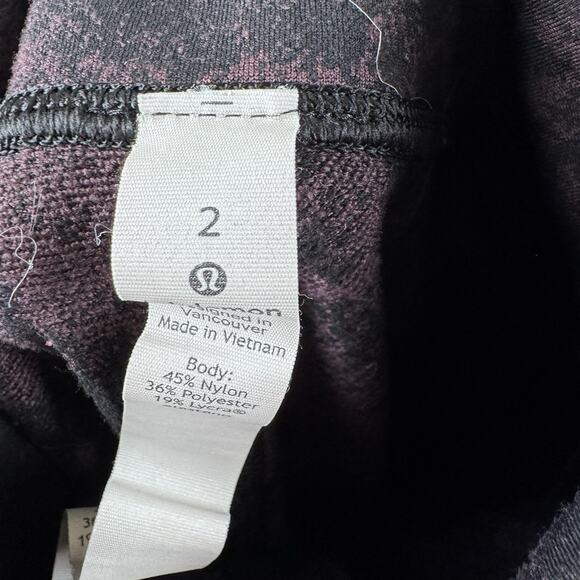 2
Vancouver
Made in Vietnam
Body:
45% Nylon
36% Polyester
19% Lycra®